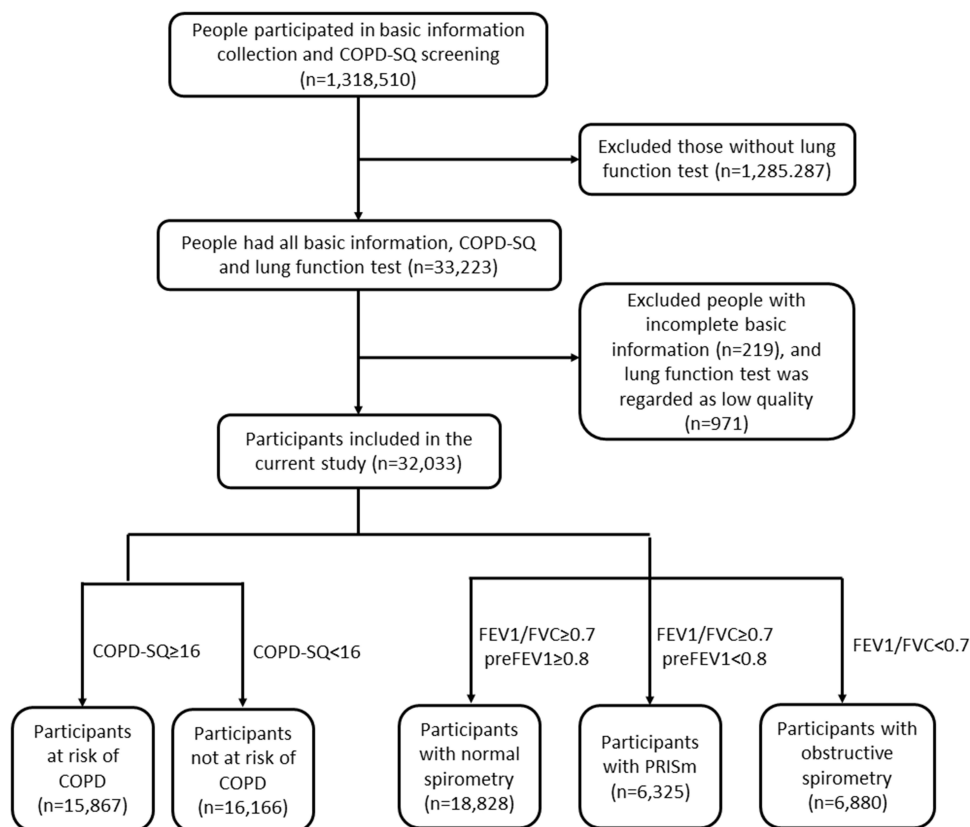 People participated in basic information
collection and COPD-SQ screening
(n=1,318,510)
Excluded those without lung
function test (n=1,285.287)
People had all basic information, COPD-SQ
and lung function test (n=33,223)
Excluded people with
incomplete basic
information (n=219), and
lung function test was
regarded as low quality
(n=971)
Participants included in the
current study (n=32,033)
COPD-SQ≥16
COPD-SQ<16
FEV1/FVC≥0.7
preFEV1≥0.8
FEV1/FVC≥0.7
preFEV1<0.8
FEV1/FVC<0.7
Participants
at risk of
COPD
(n=15,867)
Participants
not at risk of
COPD
(n=16,166)
Participants
with normal
spirometry
(n=18,828)
Participants
with PRISm
(n=6,325)
Participants with
obstructive
spirometry
(n=6,880)